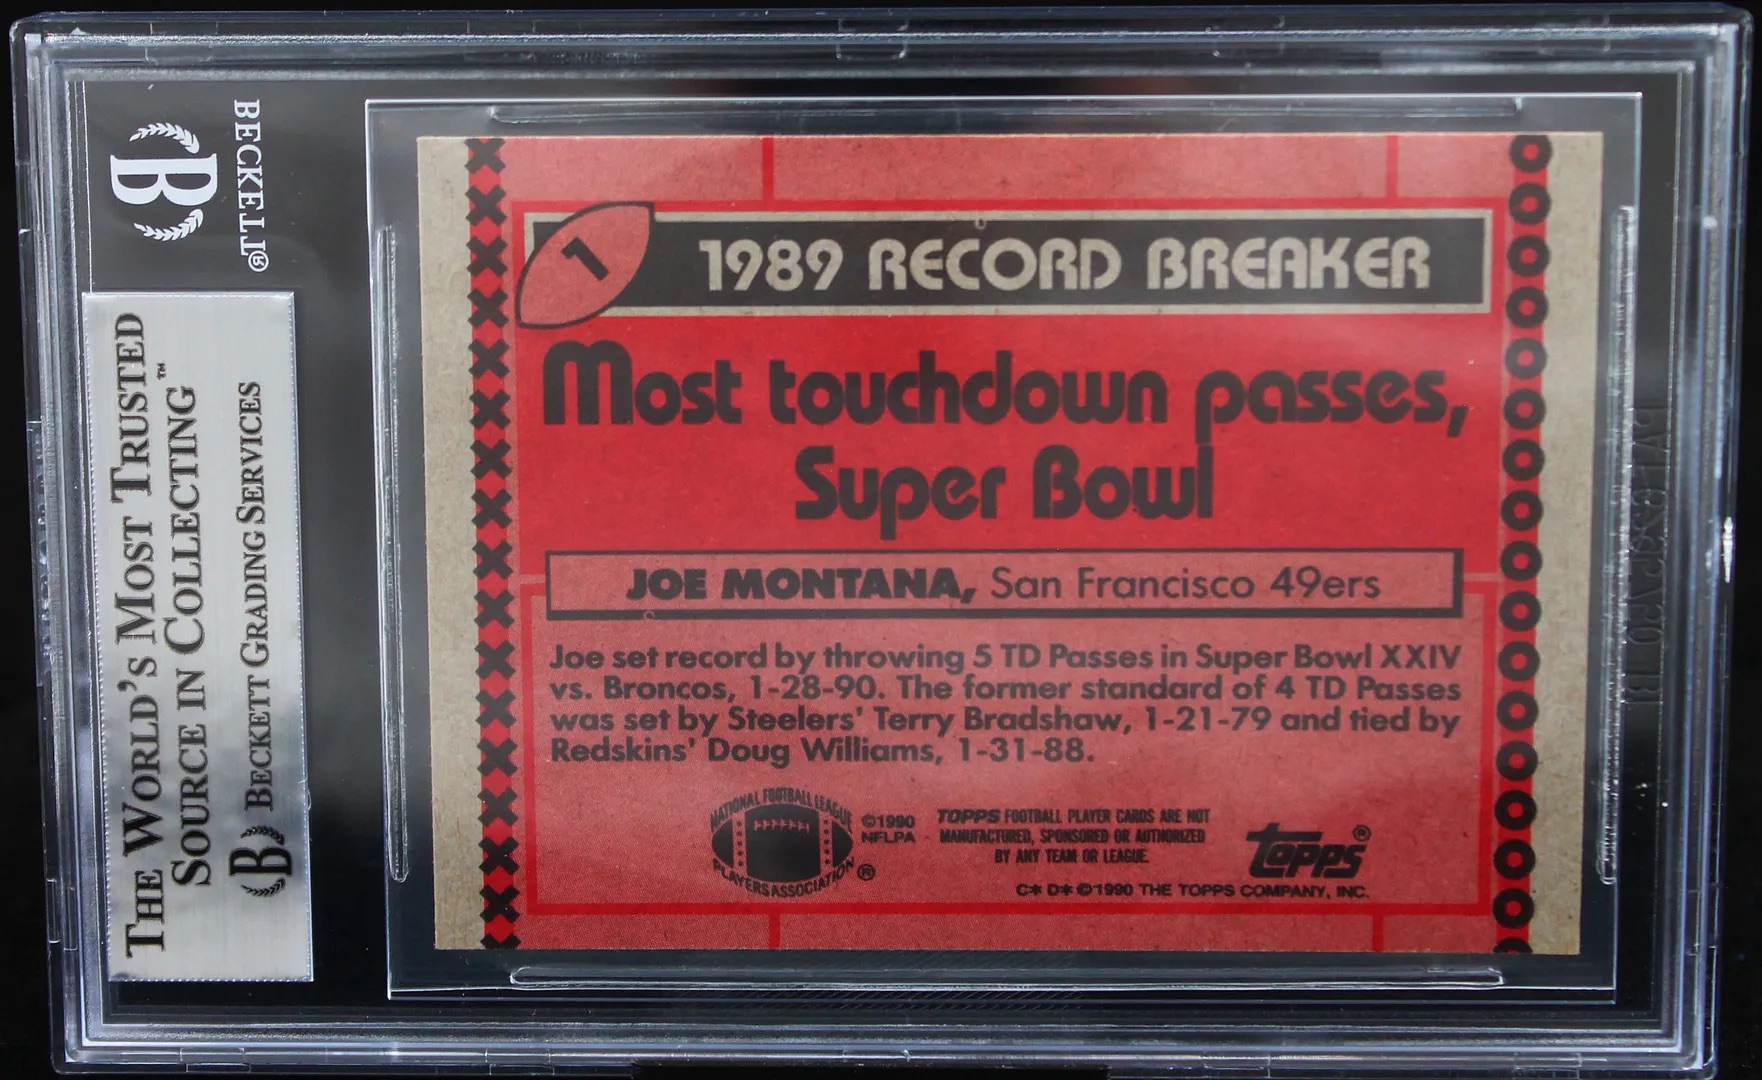 BECKETT®
B
THE WORLD'S MOST TRUSTED
SOURCE IN COLLECTING™
B BECKETT GRADING SERVICES
1
1989 RECORD BREAKER
Most touchdown passes,
Super Bowl
JOE MONTANA, San Francisco 49ers
Joe set record by throwing 5 TD Passes in Super Bowl XXIV
vs. Broncos, 1-28-90. The former standard of 4 TD Passes
was set by Steelers' Terry Bradshaw, 1-21-79 and tied by
Redskins' Doug Williams, 1-31-88.
NATIONAL FOOTBALL LEAGUE
PLAYERS ASSOCIATION ®
©1990
NFLPA
TOPPS FOOTBALL PLAYER CARDS ARE NOT
MANUFACTURED, SPONSORED OR AUTHORIZED
BY ANY TEAM OR LEAGUE.
topps®
C* D* ©1990 THE TOPPS COMPANY, INC.